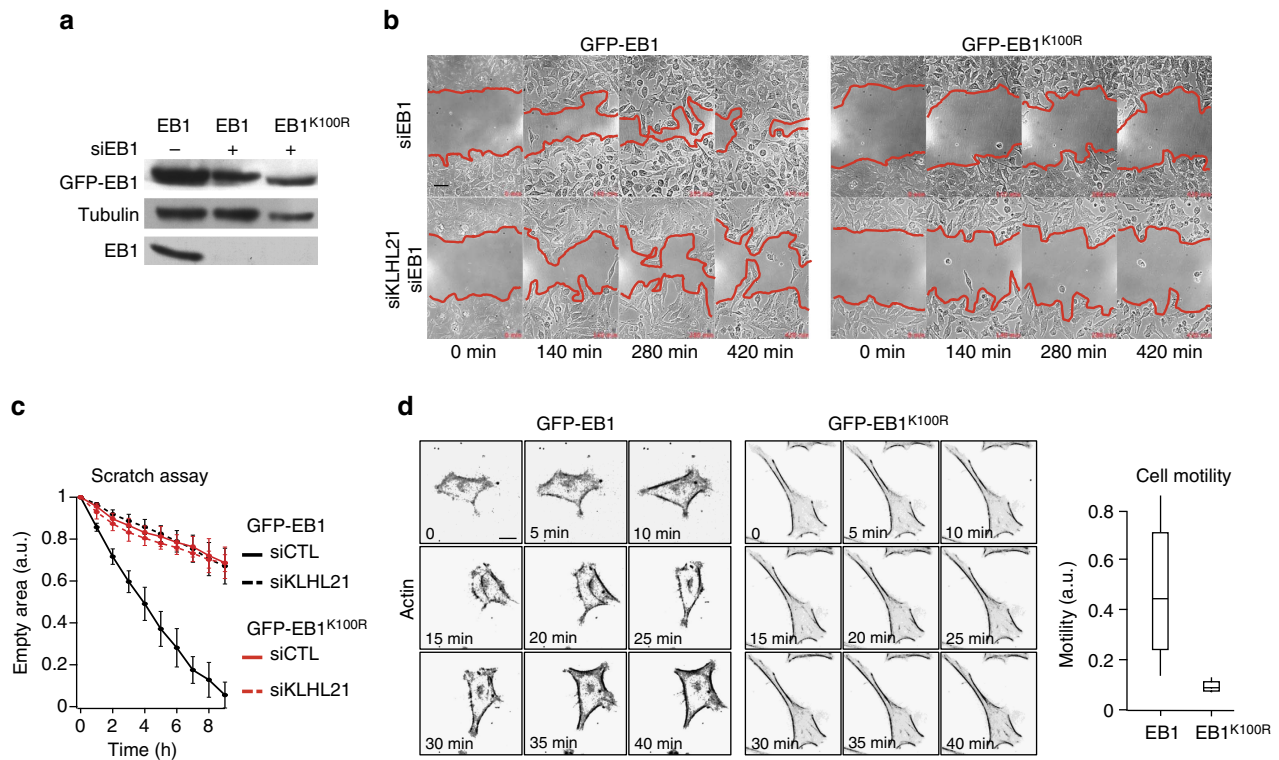 a
EB1 EB1 EB1K100R
siEB1 – + +
GFP-EB1
Tubulin
EB1
b
GFP-EB1 GFP-EB1K100R
siEB1
siKLHL21
siEB1
0 min 140 min 280 min 420 min 0 min 140 min 280 min 420 min
c
Scratch assay
Empty area (a.u.)
1
0.8
0.6
0.4
0.2
0
0 2 4 6 8
Time (h)
GFP-EB1
siCTL
siKLHL21
GFP-EB1K100R
siCTL
siKLHL21
d
GFP-EB1 GFP-EB1K100R
Actin
0 5 min 10 min 0 5 min 10 min
15 min 20 min 25 min 15 min 20 min 25 min
30 min 35 min 40 min 30 min 35 min 40 min
Cell motility
Motility (a.u.)
0.8
0.6
0.4
0.2
0
EB1 EB1K100R